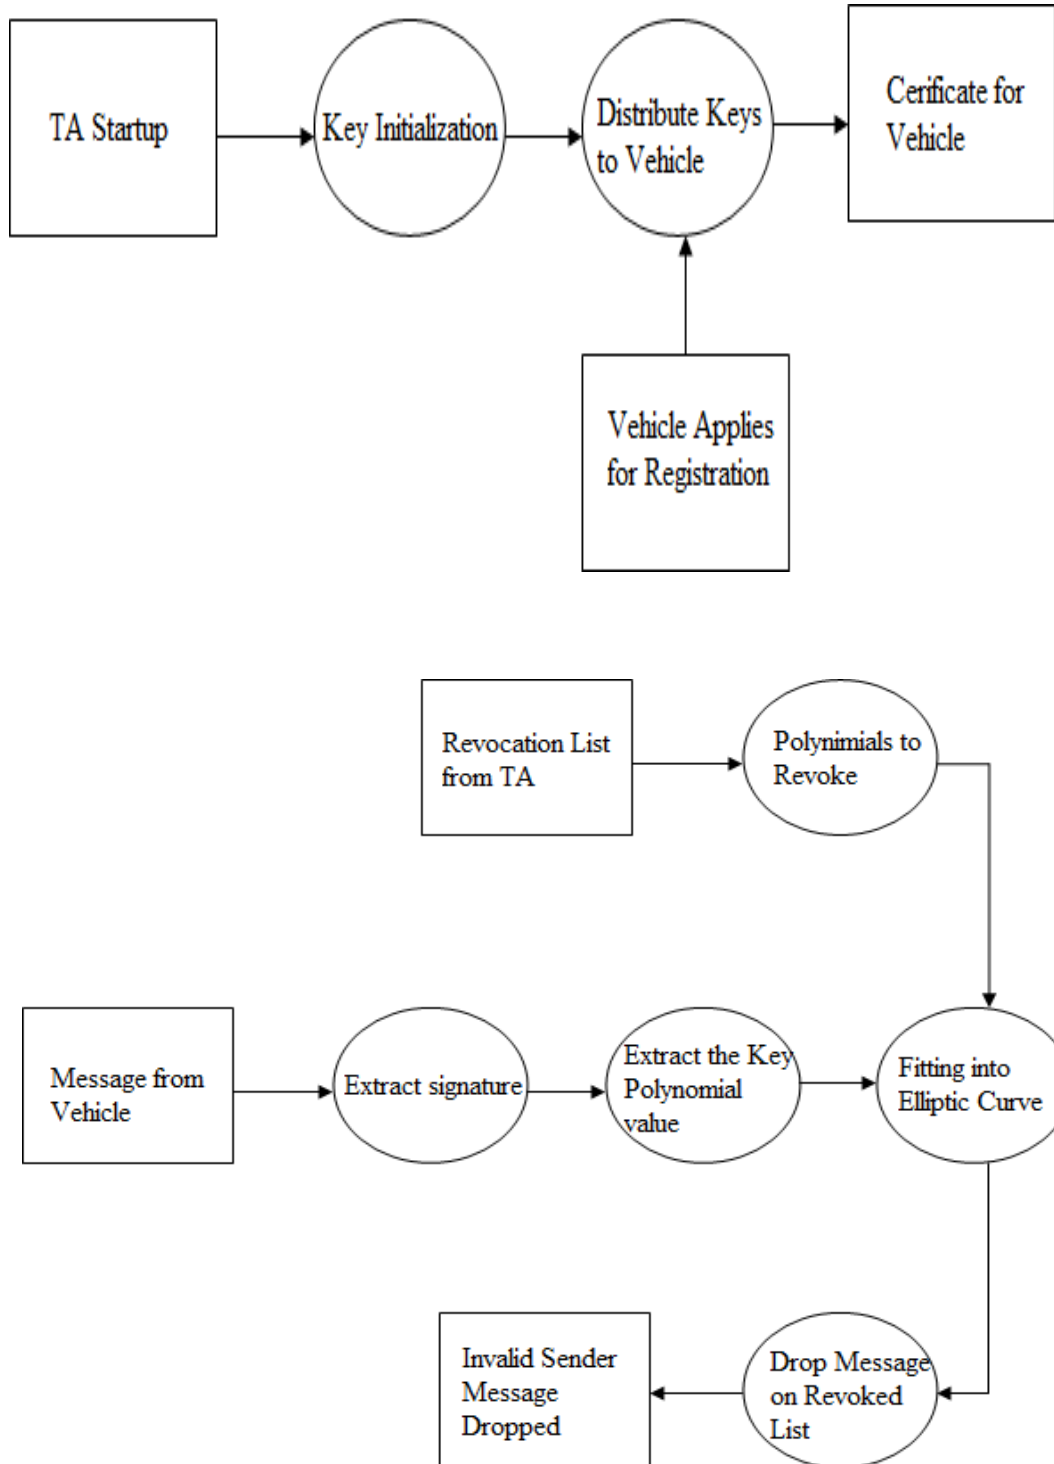 TA Startup
Key Initialization
Distribute Keys
to Vehicle
Cerificate for
Vehicle
Vehicle Applies
for Registration
Revocation List
from TA
Polynimials to
Revoke
Message from
Vehicle
Extract signature
Extract the Key
Polynomial
value
Fitting into
Elliptic Curve
Invalid Sender
Message
Dropped
Drop Message
on Revoked
List